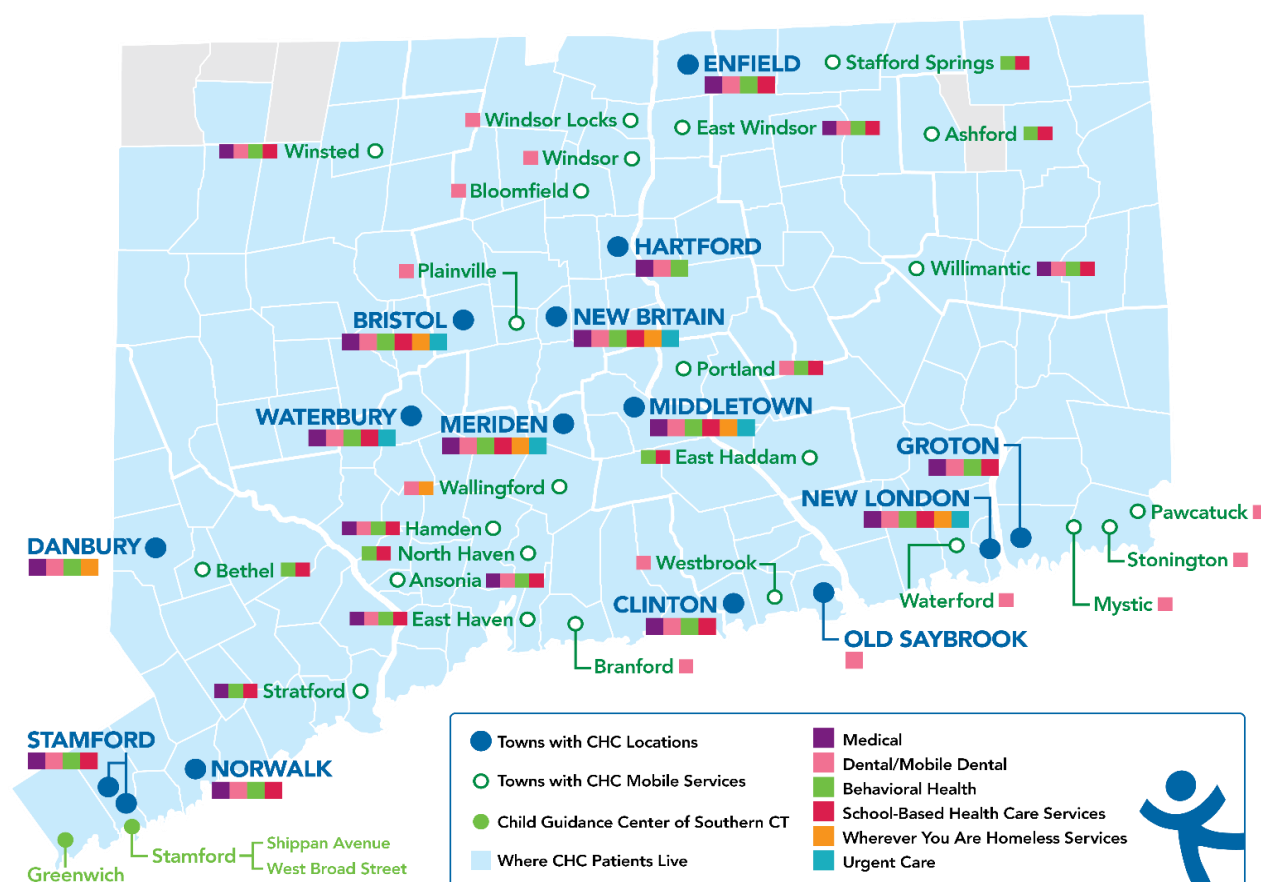 ENFIELD
Stafford Springs
Windsor Locks
East Windsor
Ashford
Winsted
Windsor
Bloomfield
HARTFORD
Plainville
Willimantic
BRISTOL
NEW BRITAIN
Portland
WATERBURY
MERIDEN
MIDDLETOWN
East Haddam
GROTON
Wallingford
NEW LONDON
Pawcatuck
Hamden
DANBURY
North Haven
Westbrook
Stonington
Bethel
Ansonia
Waterford
Mystic
CLINTON
East Haven
OLD SAYBROOK
Branford
Stratford
STAMFORD
NORWALK
Greenwich
Stamford
Shippan Avenue
West Broad Street
Towns with CHC Locations
Towns with CHC Mobile Services
Child Guidance Center of Southern CT
Where CHC Patients Live
Medical
Dental/Mobile Dental
Behavioral Health
School-Based Health Care Services
Wherever You Are Homeless Services
Urgent Care